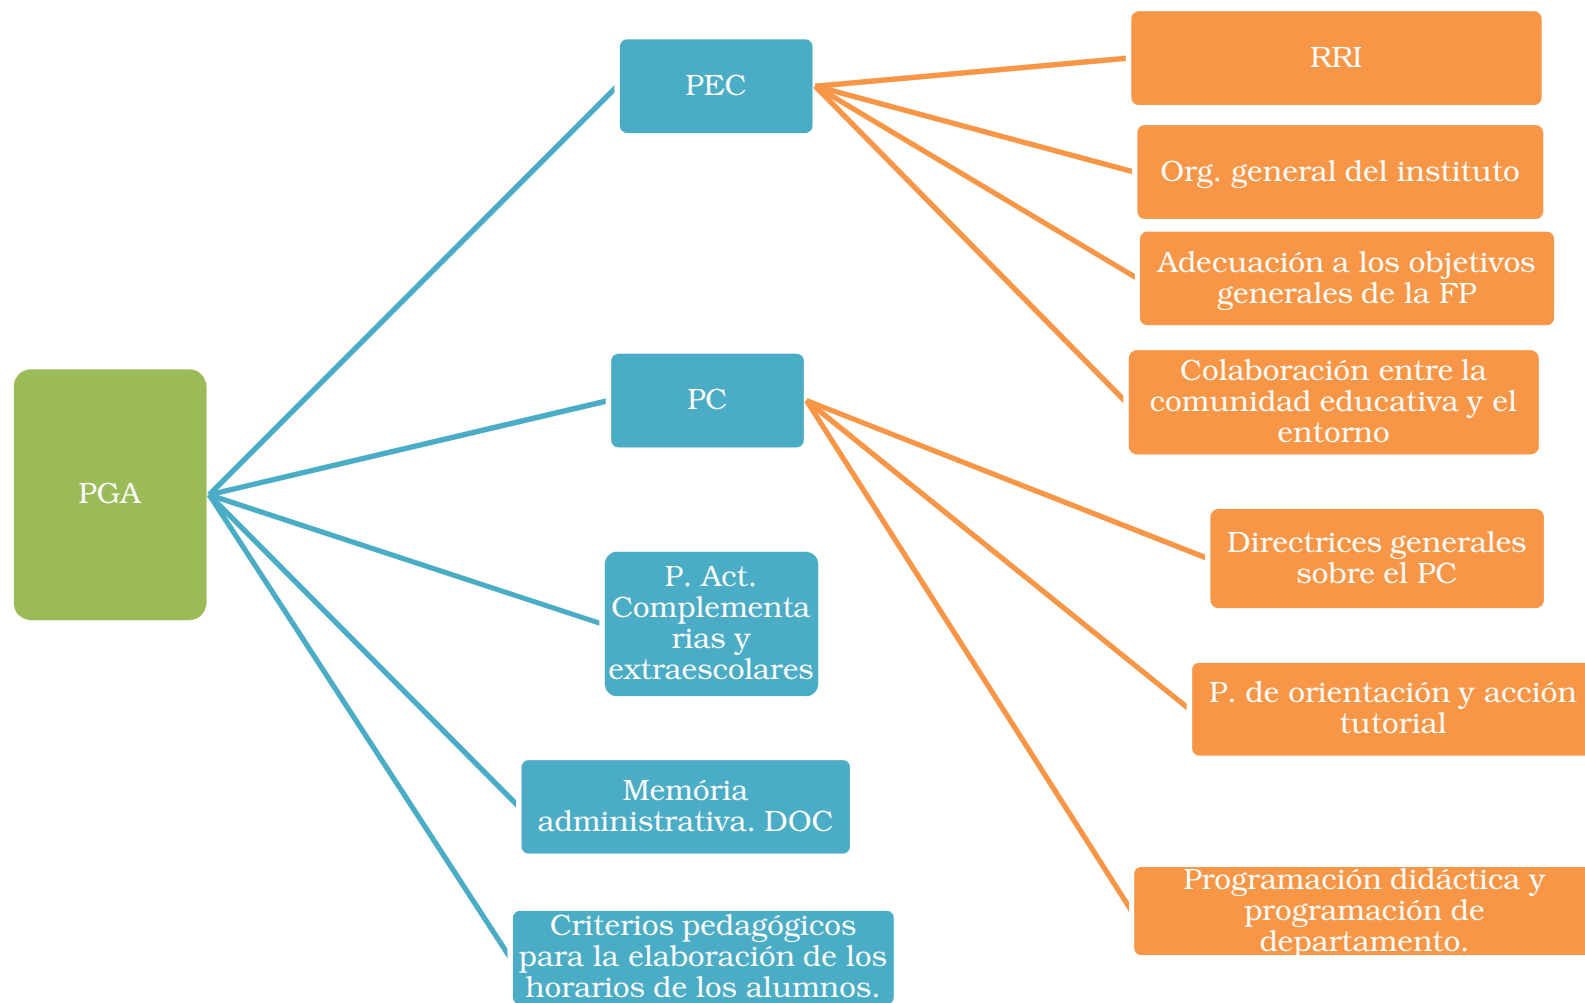 PGA
PEC
RRI
Org. general del instituto
Adecuación a los objetivos
generales de la FP
Colaboración entre la
comunidad educativa y el
entorno
PC
Directrices generales
sobre el PC
P. de orientación y acción
tutorial
Programación didáctica y
programación de
departamento.
P. Act.
Complementa
rias y
extraescolares
Memória
administrativa. DOC
Criterios pedagógicos
para la elaboración de los
horarios de los alumnos.